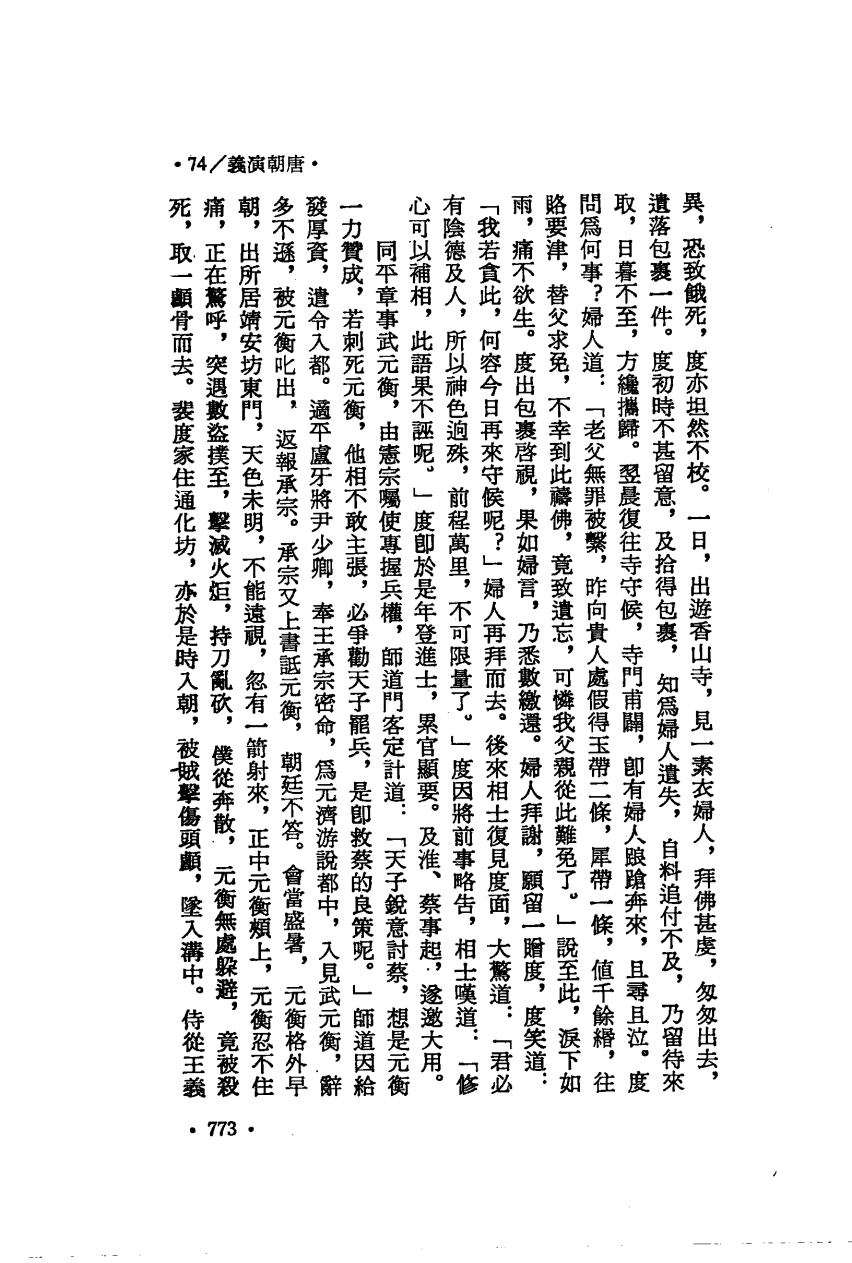 •74/義演朝唐•
異，恐致餓死，度亦坦然不校。一日，出遊香山寺，見一素衣婦人，拜佛甚虔，匆匆出去，
遺落包裹一件。度初時不甚留意，及拾得包裹，知爲婦人遺失，自料追付不及，乃留待來
取，日暮不至，方纔攜歸。翌晨復往寺守候，寺門甫闢，卽有婦人踉蹌奔來，且尋且泣。度
問爲何事？婦人道：「老父無罪被繫，昨向貴人處假得玉帶二條，犀帶一條，値千餘緡，往
賂要津，替父求免，不幸到此禱佛，竟致遺忘，可憐我父親從此難免了。」說至此，淚下如
雨，痛不欲生。度出包裹啓視，果如婦言，乃悉數繳還。婦人拜謝，願留一贈度，度笑道：
「我若貪此，何容今日再來守候呢？」婦人再拜而去。後來相士復見度面，大驚道：「君必
有陰德及人，所以神色逈殊，前程萬里，不可限量了。」度因將前事略告，相士嘆道：「修
心可以補相，此語果不誣呢。」度卽於是年登進士，累官顯要。及淮、蔡事起，遂邀大用。
同平章事武元衡，由憲宗囑使專握兵權，師道門客定計道：「天子銳意討蔡，想是元衡
一力贊成，若刺死元衡，他相不敢主張，必爭勸天子罷兵，是卽救蔡的良策呢。」師道因給
發厚資，遣令入都。適平盧牙將尹少卿，奉王承宗密命，爲元濟游說都中，入見武元衡，辭
多不遜，被元衡叱出，返報承宗。承宗又上書詆元衡，朝廷不答。會當盛暑，元衡格外早
朝，出所居靖安坊東門，天色未明，不能遠視，忽有一箭射來，正中元衡頰上，元衡忍不住
痛，正在驚呼，突遇數盜撲至，擊滅火炬，持刀亂砍，僕從奔散，元衡無處躱避，竟被殺
死，取一顱骨而去。裴度家住通化坊，亦於是時入朝，被賊擊傷頭顱，墜入溝中。侍從王義
•773•